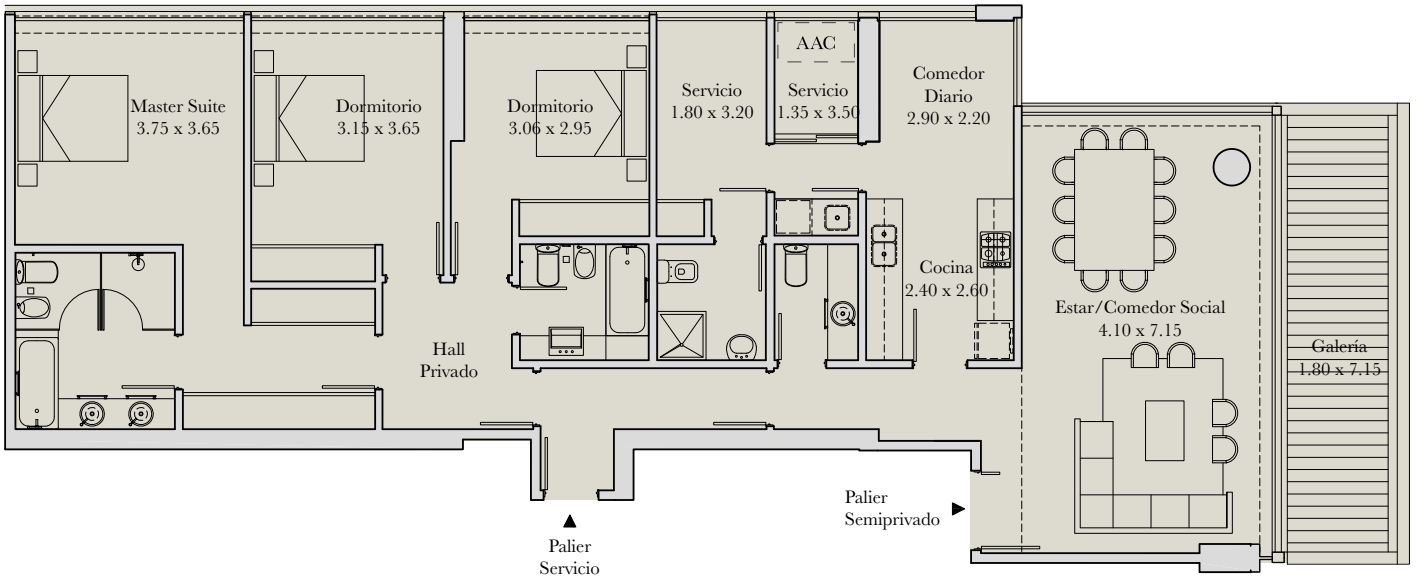 Master Suite
3.75 x 3.65
Dormitorio
3.15 x 3.65
Dormitorio
3.06 x 2.95
Servicio
1.80 x 3.20
AAC
Servicio
1.35 x 3.50
Comedor
Diario
2.90 x 2.20
Cocina
2.40 x 2.60
Estar/Comedor Social
4.10 x 7.15
Galería
1.80 x 7.15
Hall
Privado
Palier
Semiprivado
Palier
Servicio